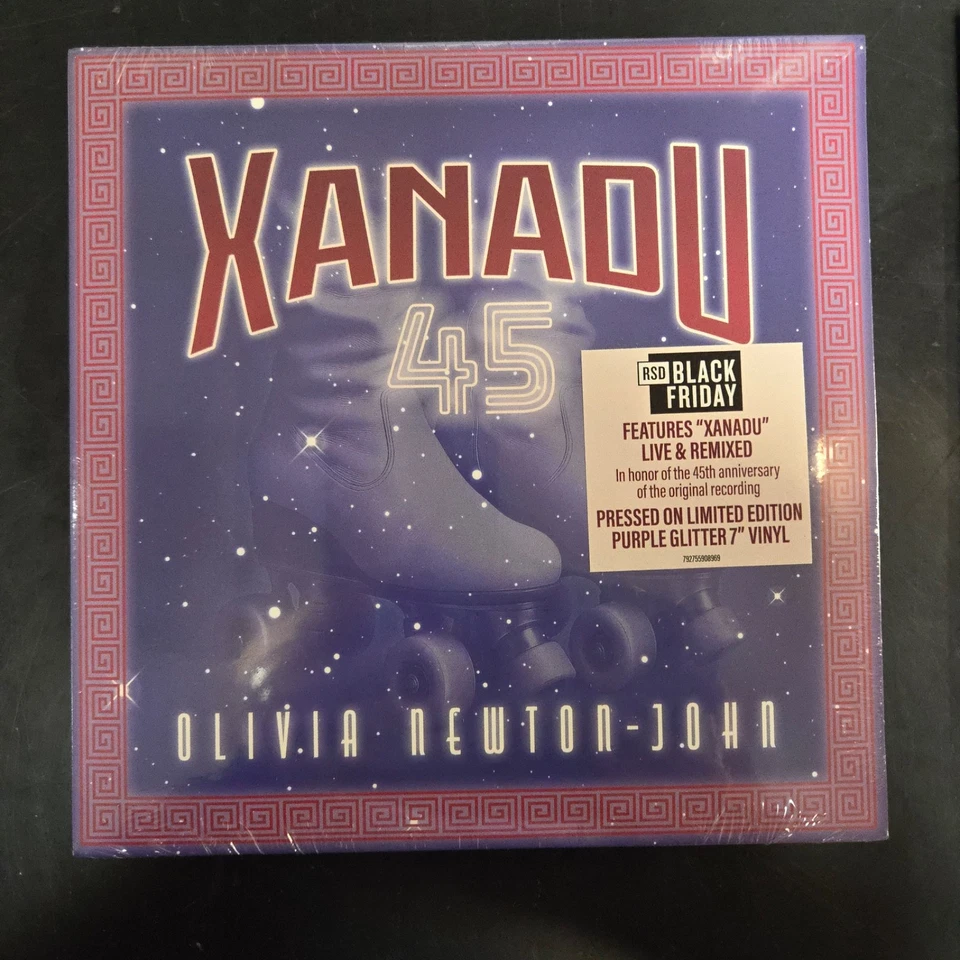 XANADU
45
RSD BLACK
FRIDAY
FEATURES "XANADU"
LIVE & REMIXED
In honor of the 45th anniversary
of the original recording
PRESSED ON LIMITED EDITION
PURPLE GLITTER 7" VINYL
792755908969
OLIVIA NEWTON-JOHN